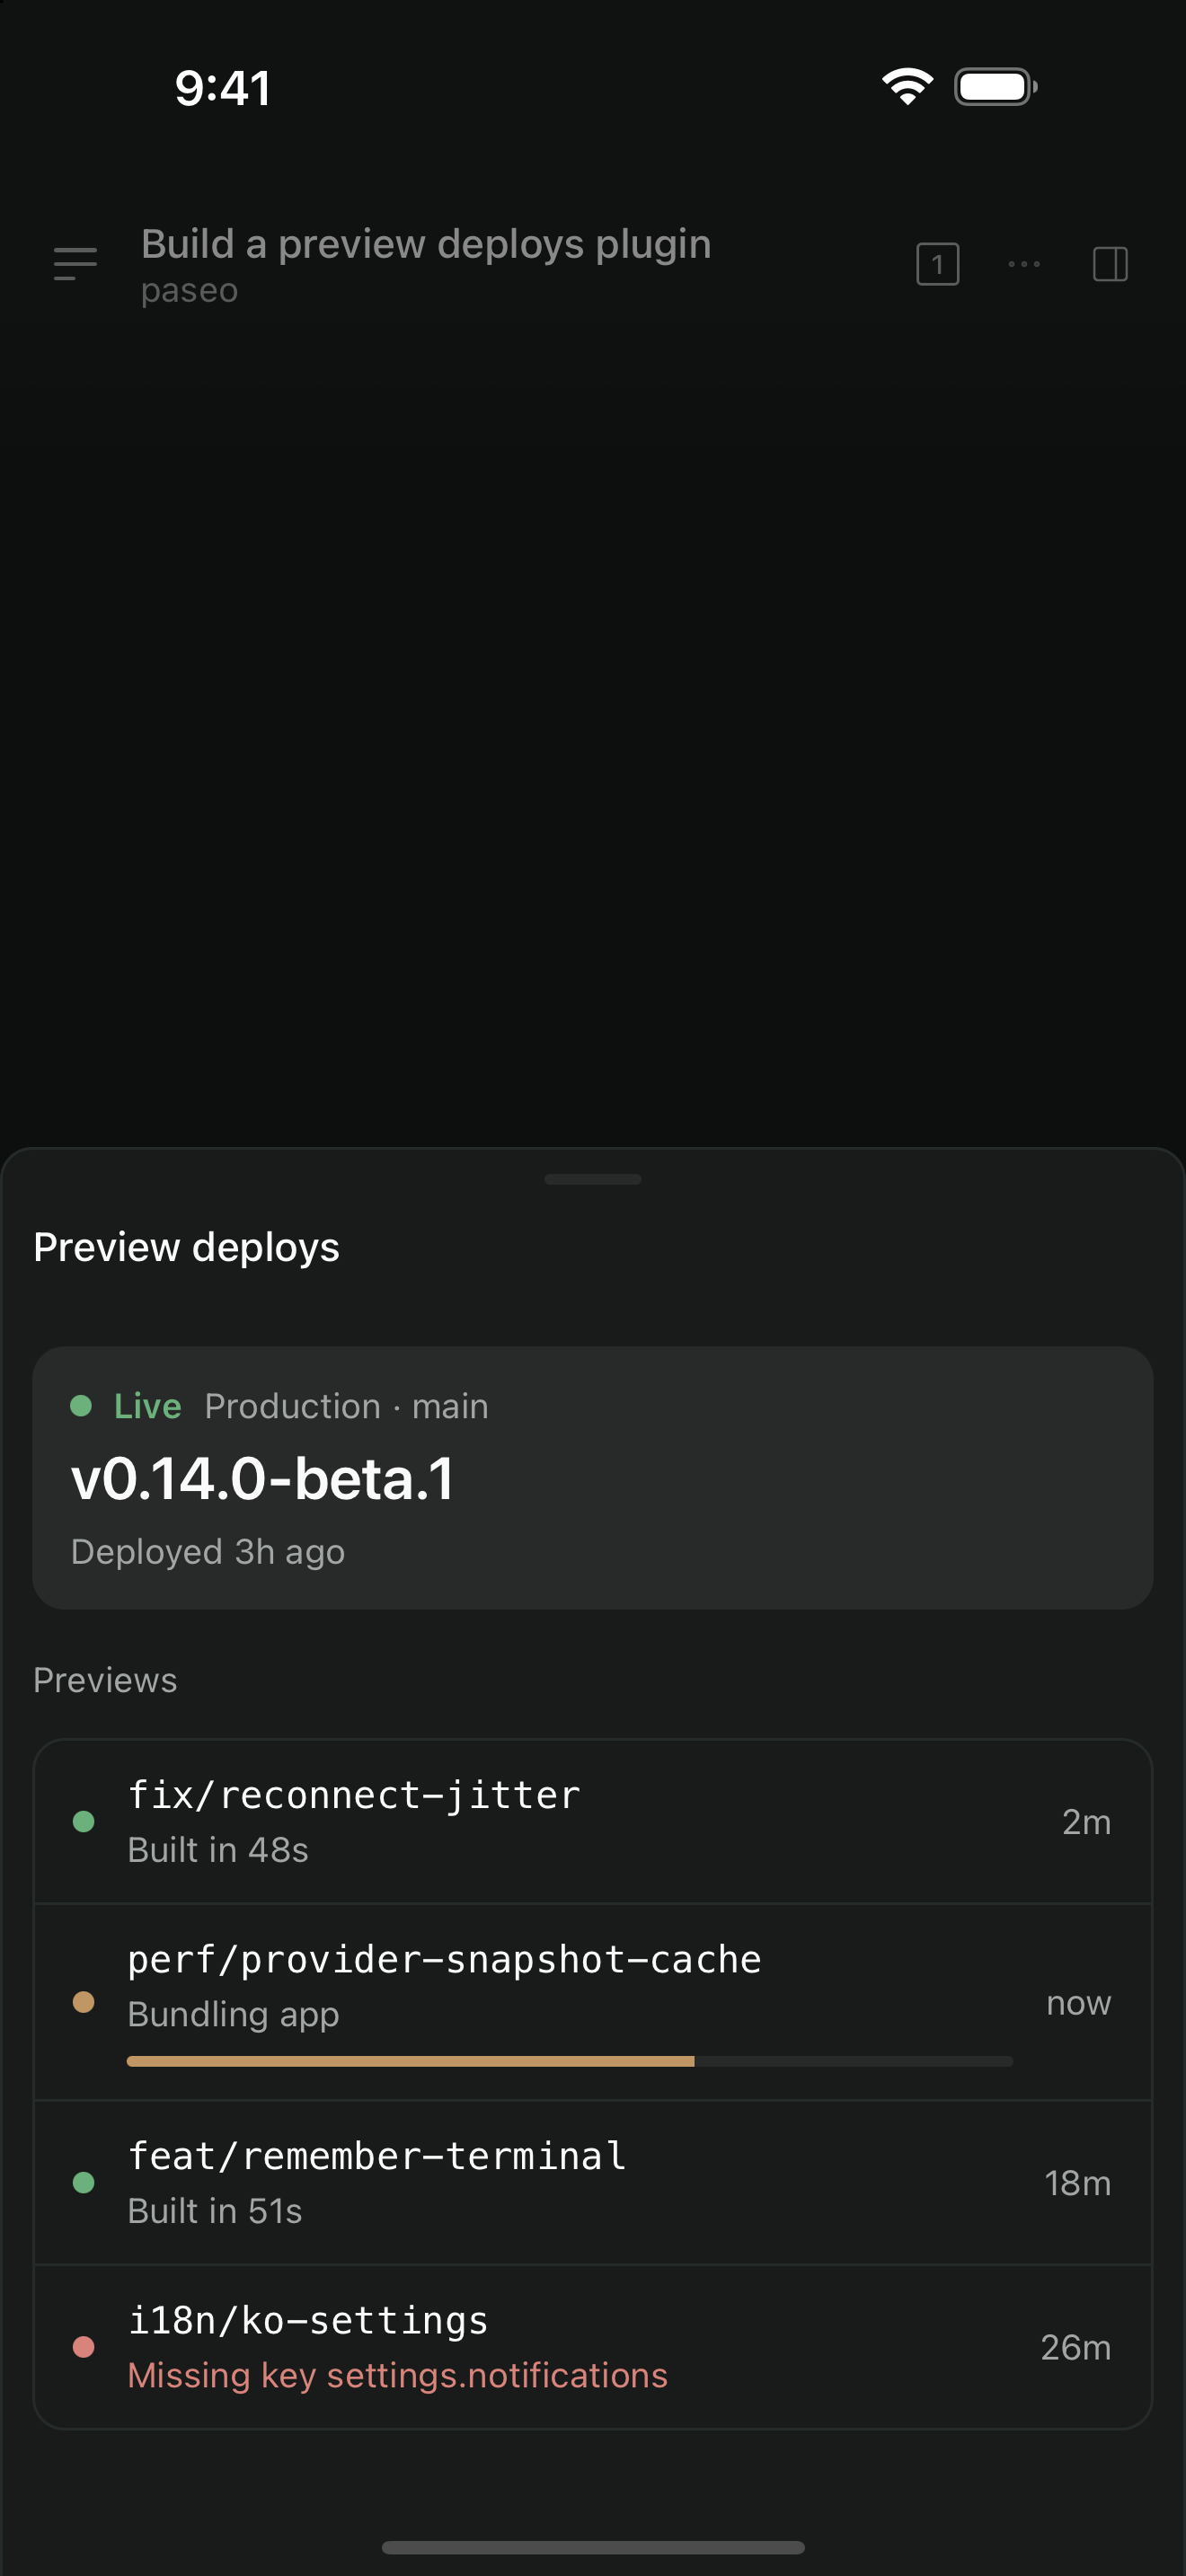 9:41
Build a preview deploys plugin
paseo
1
Preview deploys
Live Production · main
v0.14.0-beta.1
Deployed 3h ago
Previews
fix/reconnect-jitter
Built in 48s
2m
perf/provider-snapshot-cache
Bundling app
now
feat/remember-terminal
Built in 51s
18m
i18n/ko-settings
Missing key settings.notifications
26m